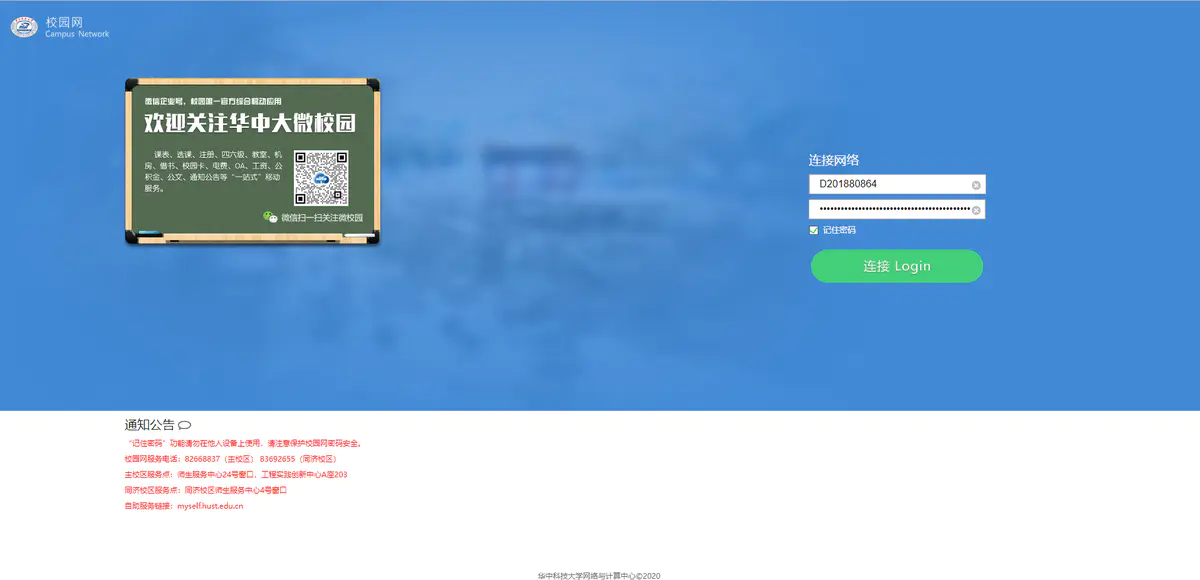 校园网
Campus Network
微信企业号，校园唯一官方综合移动应用
欢迎关注华中大微校园
课表、选课、注册、四六级、教室、机
房、借书、校园卡、电费、OA、工资、公
积金、公文、通知公告等“一站式”移动
服务。
微信扫一扫关注微校园
连接网络
D201880864
记住密码
连接 Login
通知公告
“记住密码”功能请勿在他人设备上使用，请注意保护校园网密码安全。
校园网服务电话：82668837（主校区） 83692655（同济校区）
主校区服务点：师生服务中心24号窗口，工程实践创新中心A座203
同济校区服务点：同济校区师生服务中心4号窗口
自助服务链接：myself.hust.edu.cn
华中科技大学网络与计算中心©2020